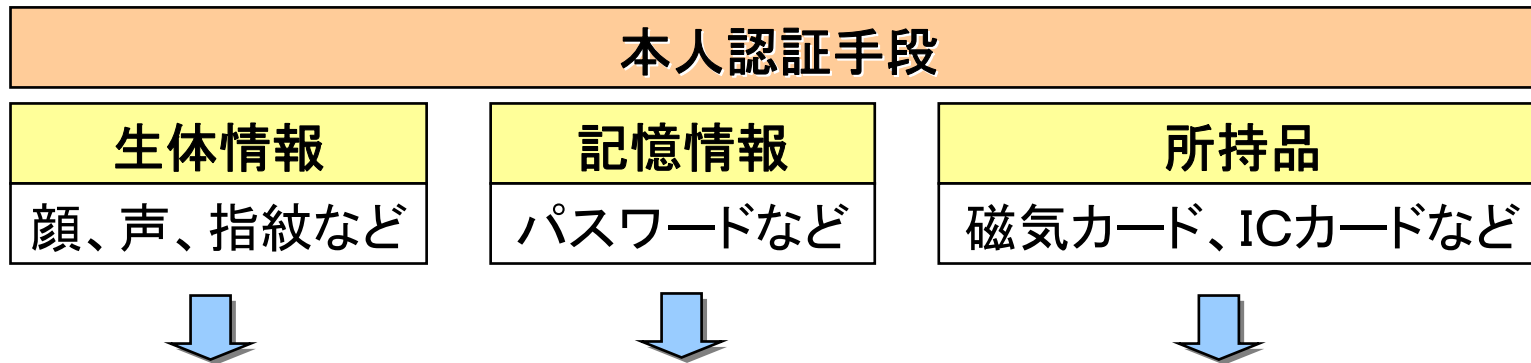 本人認証手段
生体情報
顔、声、指紋など
記憶情報
パスワードなど
所持品
磁気カード、ICカードなど